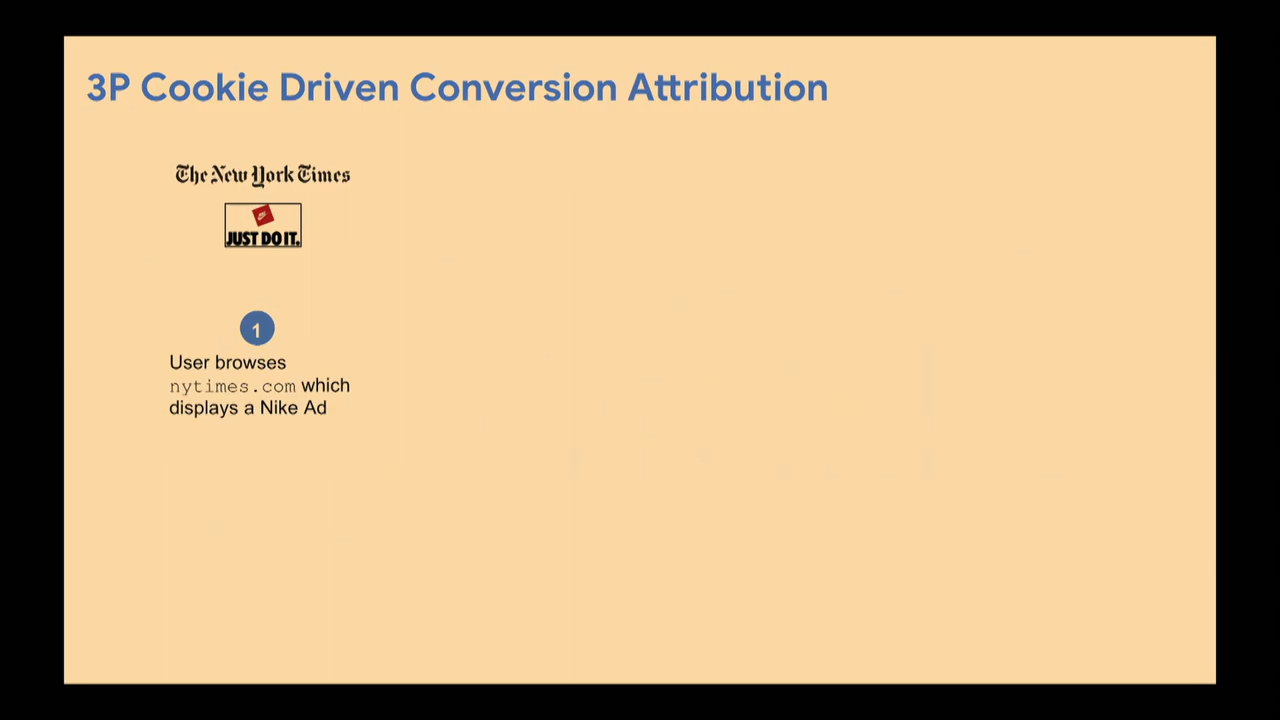 3P Cookie Driven Conversion Attribution
The New York Times
JUST DO IT.
1
User browses
nytimes.com which
displays a Nike Ad